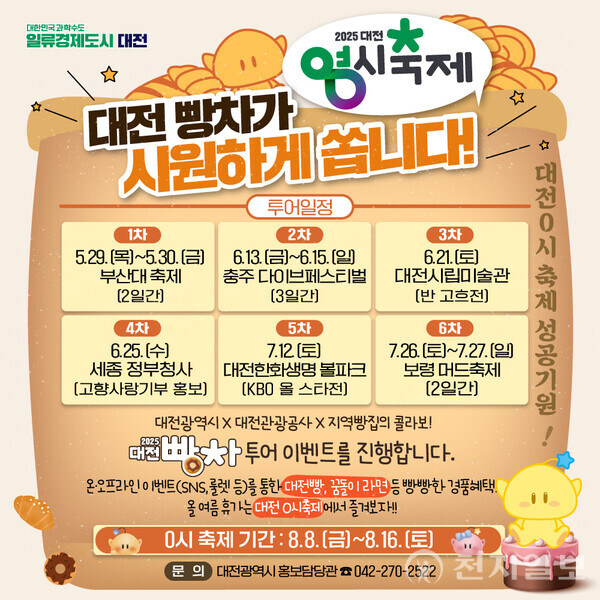 대한민국 과학수도
일류경제도시 대전
2025 대전
영시축제
대전 빵차가
시원하게 쏩니다!
대전 0시 축제 성공기원!
투어일정
1차
5.29.(목)~5.30.(금)
부산대 축제
(2일간)
2차
6.13.(금)~6.15.(일)
충주 다이브페스티벌
(3일간)
3차
6.21.(토)
대전시립미술관
(반 고흐전)
4차
6.25.(수)
세종 정부청사
(고향사랑기부 홍보)
5차
7.12.(토)
대전한화생명 볼파크
(KBO 올 스타전)
6차
7.26.(토)~7.27.(일)
보령 머드축제
(2일간)
대전광역시 X 대전관광공사 X 지역빵집의 콜라보!
2025 대전 빵차 투어 이벤트를 진행합니다.
온·오프라인 이벤트(SNS,룰렛 등)를 통한 대전빵, 꿈돌이 라면 등 빵빵한 경품혜택,
올 여름 휴가는 대전 0시축제에서 즐겨보자!!
0시 축제 기간 : 8.8.(금)~8.16.(토)
문 의 대전광역시 홍보담당관 ☎ 042-270-2522
천지일보